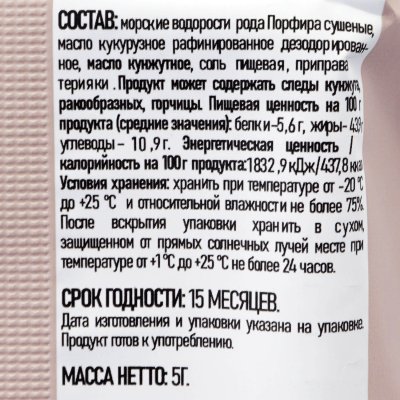 СОСТАВ: морские водоросли рода Порфира сушеные,
масло кукурузное рафинированное дезодорирован-
ное, масло кунжутное, соль пищевая, приправа
терияки. Продукт может содержать следы кунжута,
ракообразных, горчицы. Пищевая ценность на 100 г
продукта (средние значения): белки-5,6 г, жиры-
углеводы - 10,9г. Энергетическая ценность /
калорийность на 100г продукта:1832,9кДж/437,8 ккал
Условия хранения: хранить при температуре от -20 °С
до +25 °С и относительной влажности не более 75%.
После вскрытия упаковки хранить в сухом,
защищенном от прямых солнечных лучей месте при
температуре от +1 °С до +25 °С не более 24 часов.
СРОК ГОДНОСТИ: 15 МЕСЯЦЕВ.
Дата изготовления и упаковки указана на упаковке.
Продукт готов к употреблению.
МАССА НЕТТО: 5Г.